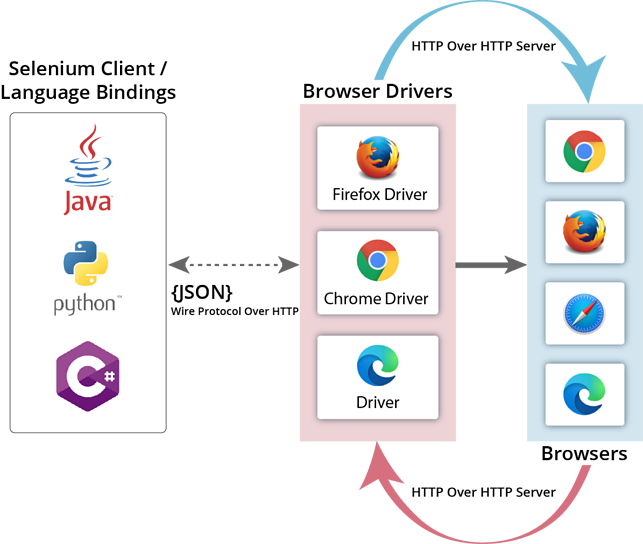 Selenium Client /
Language Bindings
Java
python™
C#
{JSON}
Wire Protocol Over HTTP
Browser Drivers
Firefox Driver
Chrome Driver
Driver
HTTP Over HTTP Server
Browsers
HTTP Over HTTP Server